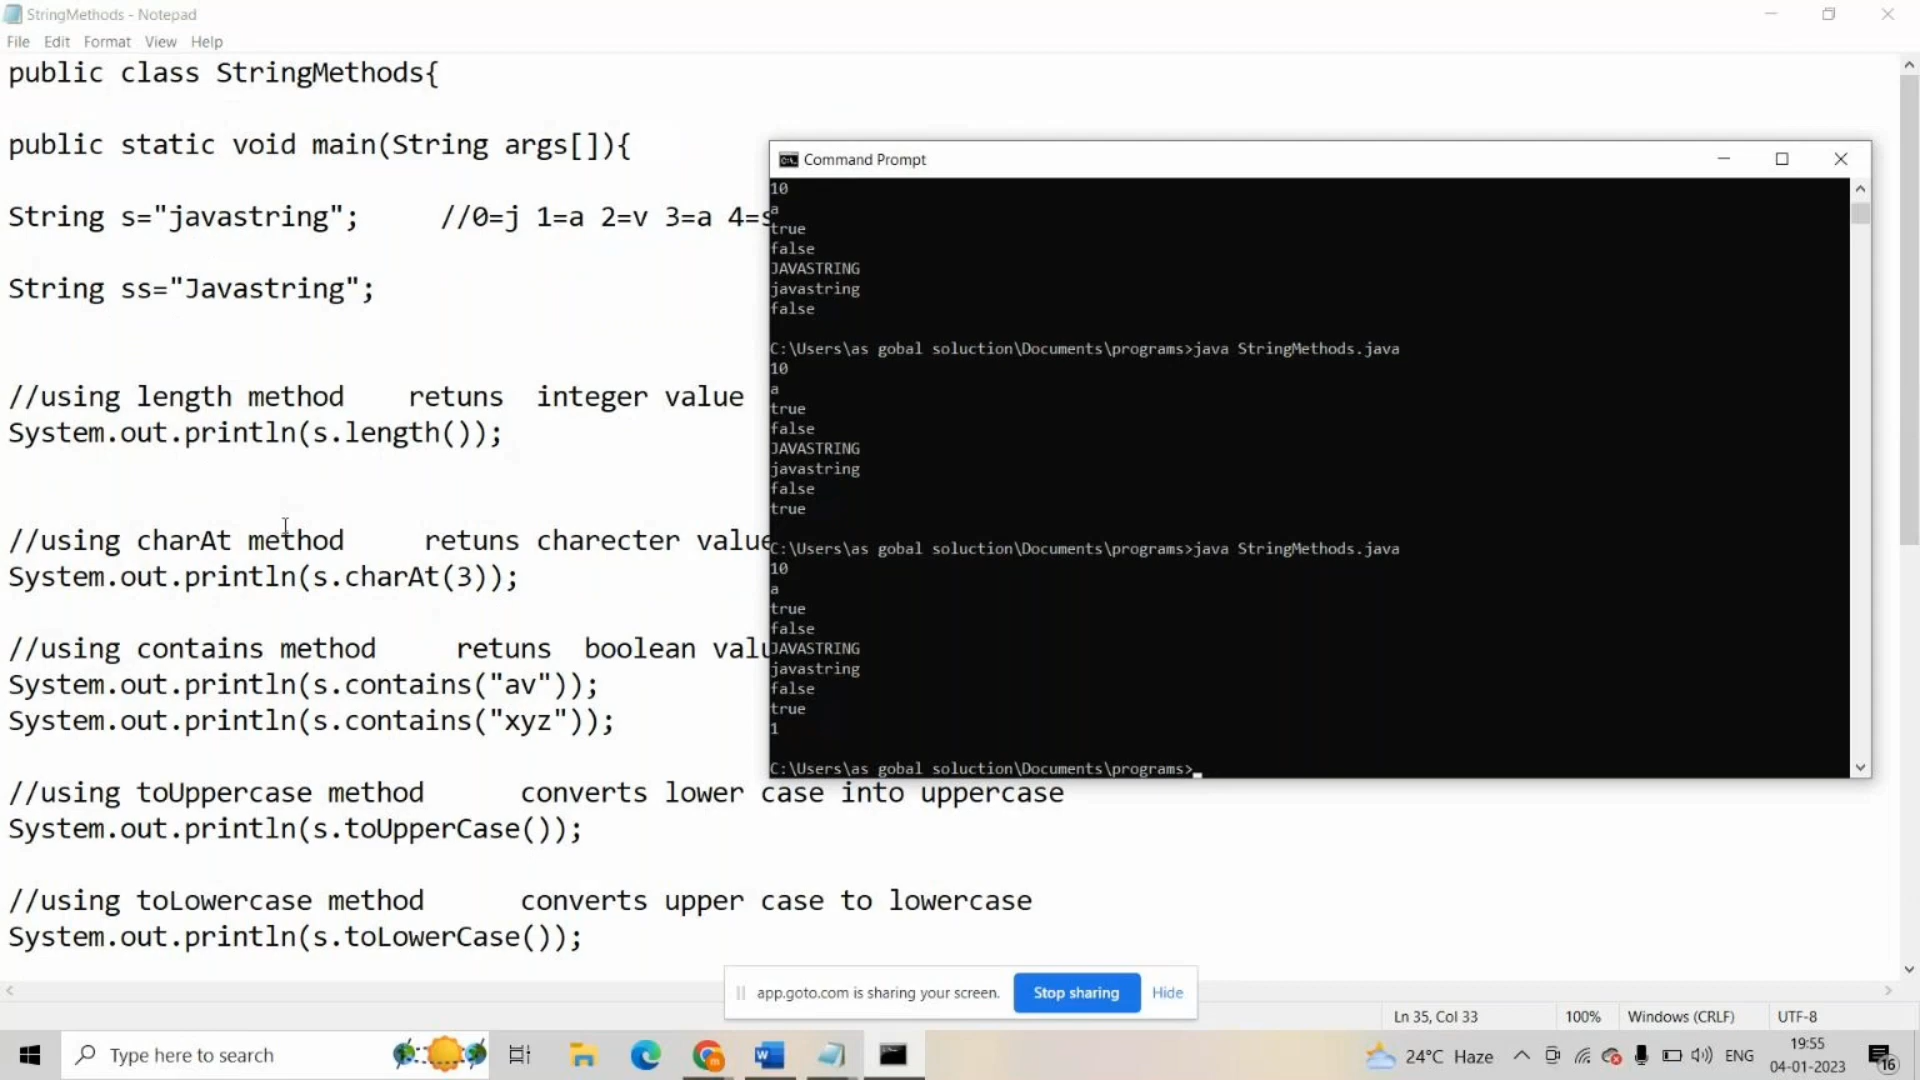 StringMethods - Notepad
File Edit Format View Help
public class StringMethods{
public static void main(String args[]){
String s="javastring"; //0=j 1=a 2=v 3=a 4=s
String ss="Javastring";
//using length method retuns integer value
System.out.println(s.length());
//using charAt method retuns charecter value
System.out.println(s.charAt(3));
//using contains method retuns boolean valu
System.out.println(s.contains("av"));
System.out.println(s.contains("xyz"));
//using toUppercase method converts lower case into uppercase
System.out.println(s.toUpperCase());
//using toLowercase method converts upper case to lowercase
System.out.println(s.toLowerCase());
Command Prompt
10
a
true
false
JAVASTRING
javastring
false
C:\Users\as gobal soluction\Documents\programs>java StringMethods.java
10
a
true
false
JAVASTRING
javastring
false
true
C:\Users\as gobal soluction\Documents\programs>java StringMethods.java
10
a
true
false
JAVASTRING
javastring
false
true
1
C:\Users\as gobal soluction\Documents\programs>
app.goto.com is sharing your screen. Stop sharing Hide
Ln 35, Col 33 100% Windows (CRLF) UTF-8
Type here to search
24°C Haze ENG
19:55
04-01-2023
16